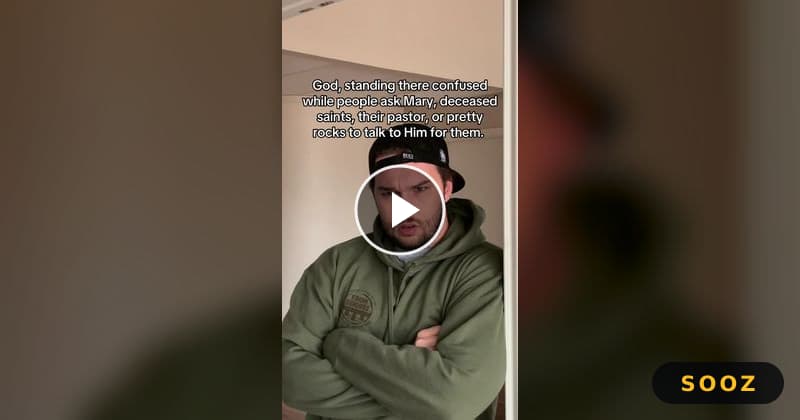 God, standing there confused
while people ask Mary, deceased
saints, their pastor, or pretty
rocks to talk to Him for them.
SOOZ